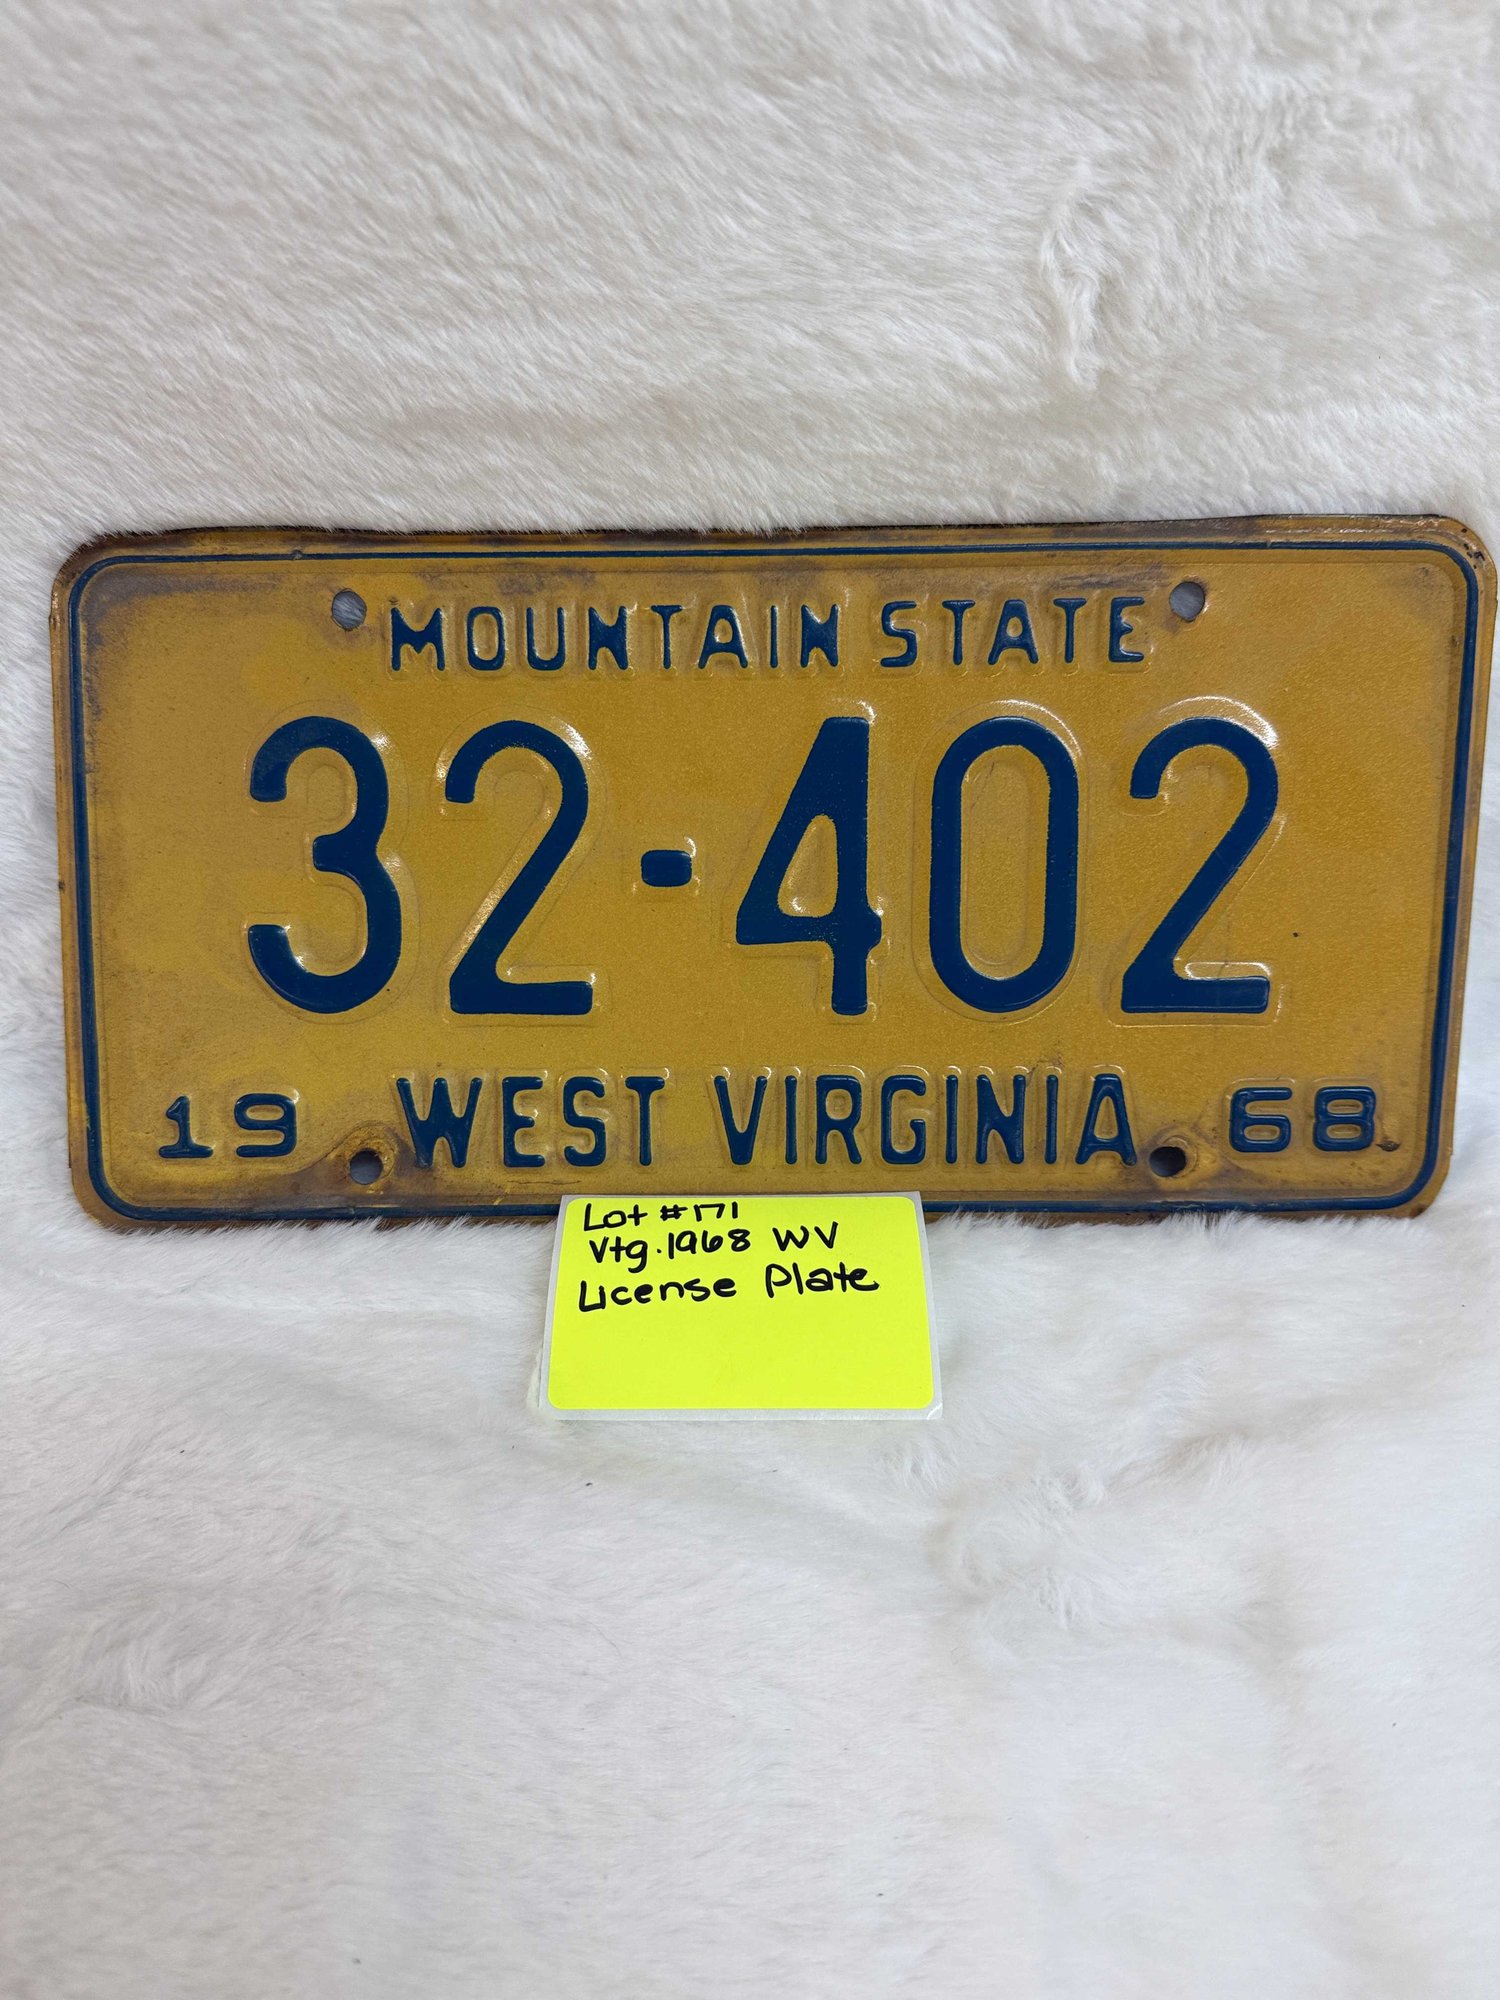 MOUNTAIN STATE
32-402
19 WEST VIRGINIA 68
Lot #171
Vtg. 1968 WV
License Plate